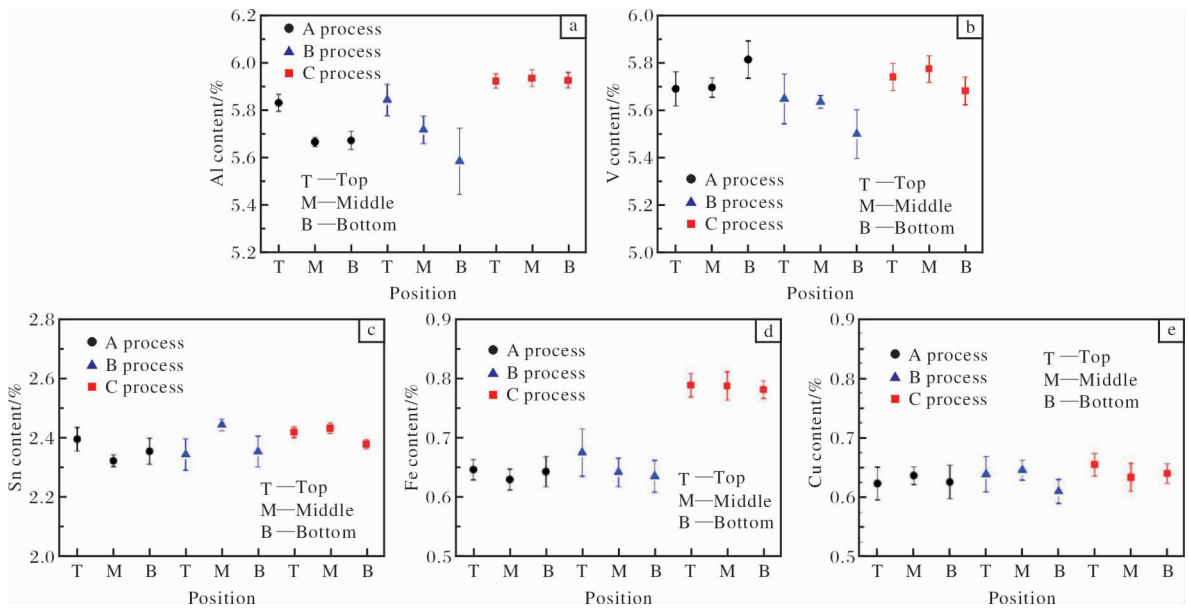 6.2
6.0
5.8
5.6
5.4
5.2
Al content/%
A process
B process
C process
a
T —Top
M—Middle
B —Bottom
T M B T M B T M B
Position
6.0
5.8
5.6
5.4
5.2
5.0
V content/%
b
A process
B process
C process
T —Top
M—Middle
B —Bottom
T M B T M B T M B
Position
2.8
2.6
2.4
2.2
2.0
Sn content/%
A process
B process
C process
c
T —Top
M—Middle
B —Bottom
T M B T M B T M B
Position
0.9
0.8
0.7
0.6
0.5
Fe content/%
A process
B process
C process
d
T —Top
M—Middle
B —Bottom
T M B T M B T M B
Position
0.9
0.8
0.7
0.6
0.5
Cu content/%
A process
B process
C process
e
T —Top
M—Middle
B —Bottom
T M B T M B T M B
Position